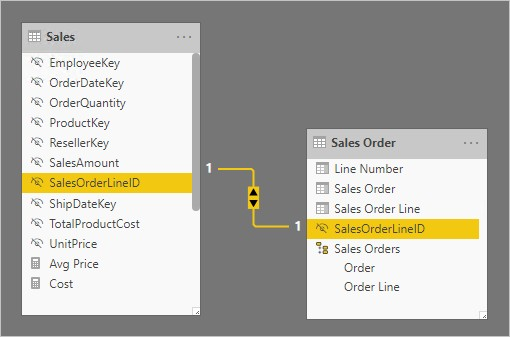 Sales
EmployeeKey
OrderDateKey
OrderQuantity
ProductKey
ResellerKey
SalesAmount
SalesOrderLineID
ShipDateKey
TotalProductCost
UnitPrice
Avg Price
Cost
1
1
Sales Order
Line Number
Sales Order
Sales Order Line
SalesOrderLineID
Sales Orders
Order
Order Line